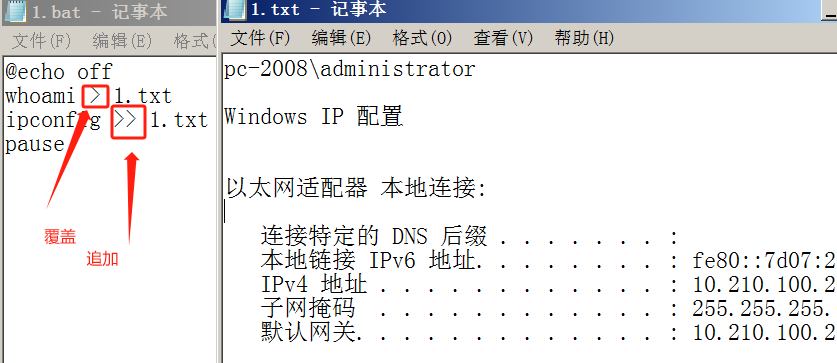 1.bat - 记事本
文件(F) 编辑(E) 格式(
@echo off
whoami > 1.txt
ipconfig >> 1.txt
pause
覆盖
追加
1.txt - 记事本
文件(F) 编辑(E) 格式(O) 查看(V) 帮助(H)
pc-2008\administrator
Windows IP 配置
以太网适配器 本地连接:
连接特定的 DNS 后缀 . . . . . . . :
本地链接 IPv6 地址. . . . . . . . : fe80::7d07:2
IPv4 地址 . . . . . . . . . . . . : 10.210.100.2
子网掩码 . . . . . . . . . . . . : 255.255.255.
默认网关. . . . . . . . . . . . . : 10.210.100.2